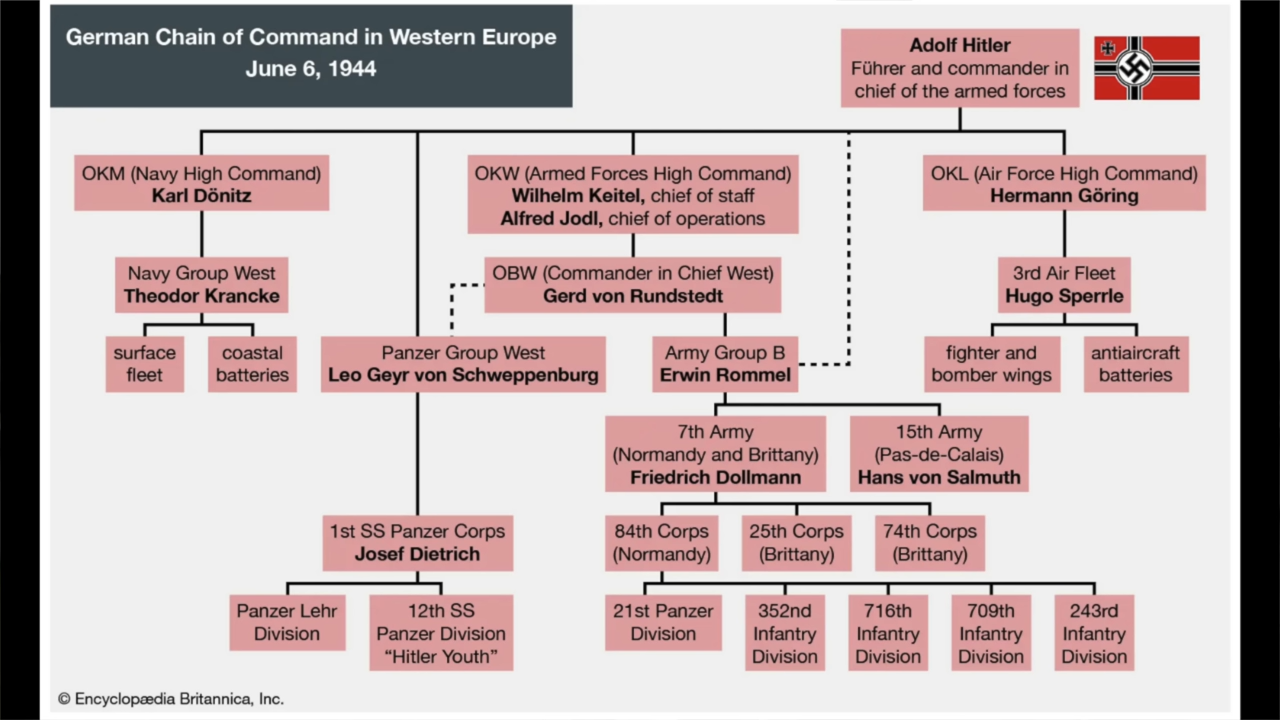 German Chain of Command in Western Europe
June 6, 1944
Adolf Hitler
Führer and commander in
chief of the armed forces
OKM (Navy High Command)
Karl Dönitz
OKW (Armed Forces High Command)
Wilhelm Keitel, chief of staff
Alfred Jodl, chief of operations
OKL (Air Force High Command)
Hermann Göring
Navy Group West
Theodor Krancke
OBW (Commander in Chief West)
Gerd von Rundstedt
3rd Air Fleet
Hugo Sperrle
surface
fleet
coastal
batteries
Panzer Group West
Leo Geyr von Schweppenburg
Army Group B
Erwin Rommel
fighter and
bomber wings
antiaircraft
batteries
7th Army
(Normandy and Brittany)
Friedrich Dollmann
15th Army
(Pas-de-Calais)
Hans von Salmuth
1st SS Panzer Corps
Josef Dietrich
84th Corps
(Normandy)
25th Corps
(Brittany)
74th Corps
(Brittany)
Panzer Lehr
Division
12th SS
Panzer Division
“Hitler Youth”
21st Panzer
Division
352nd
Infantry
Division
716th
Infantry
Division
709th
Infantry
Division
243rd
Infantry
Division
© Encyclopædia Britannica, Inc.